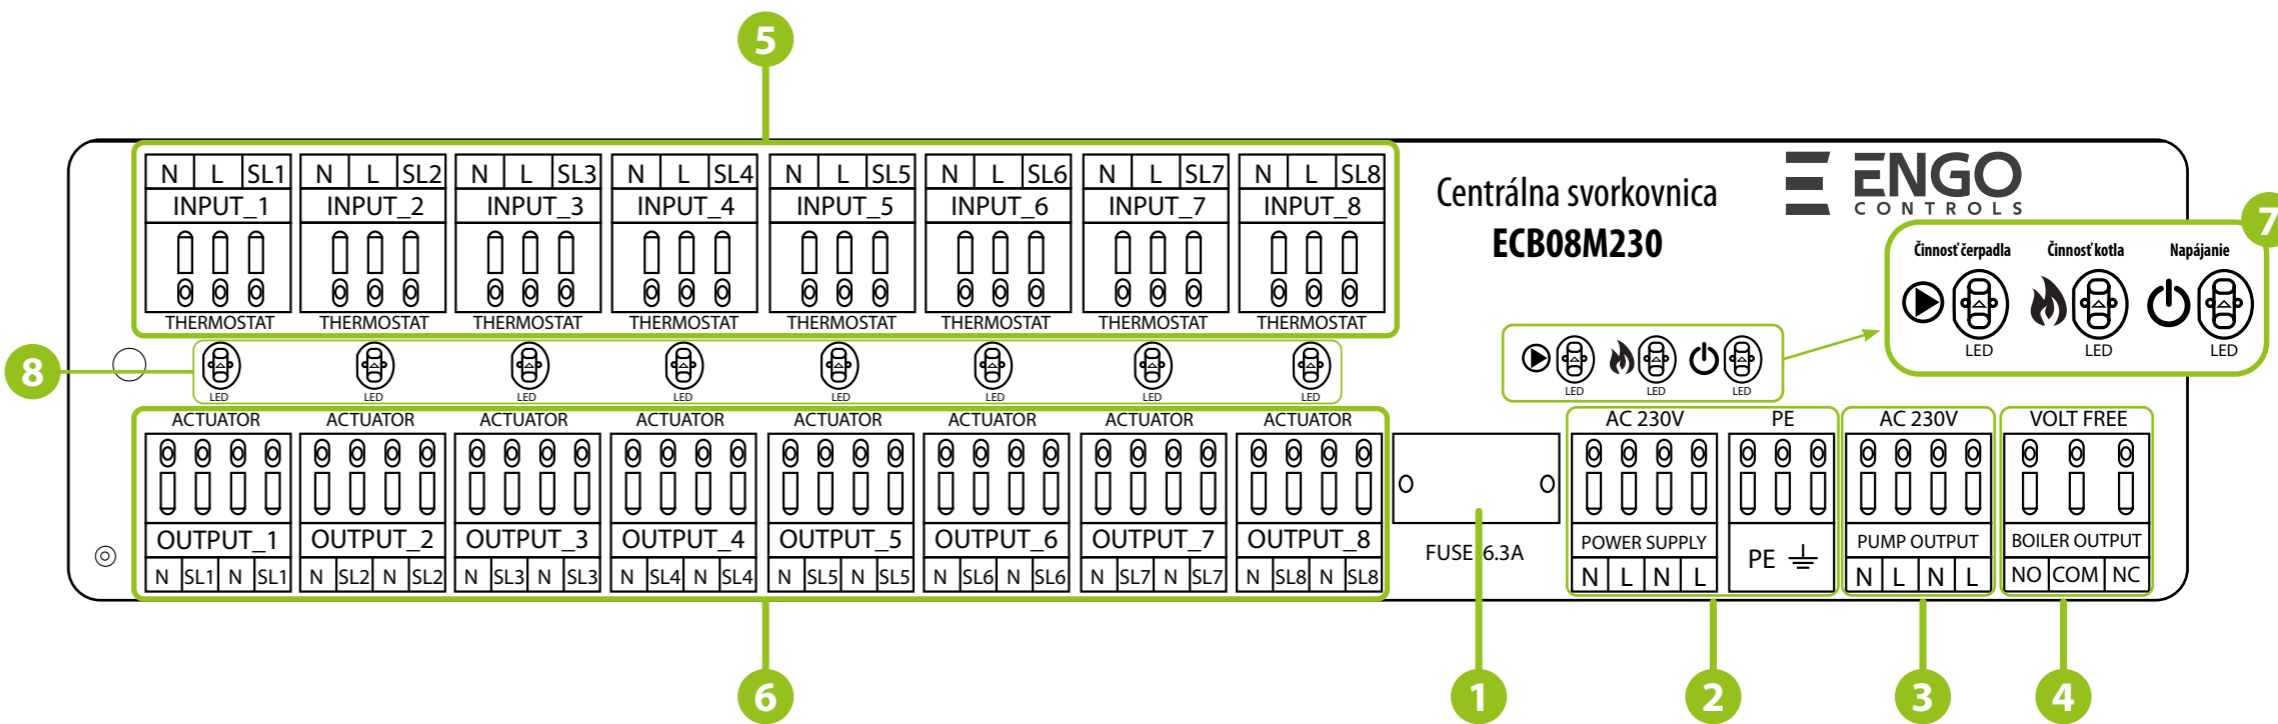 5
N L SL1 N L SL2 N L SL3 N L SL4 N L SL5 N L SL6 N L SL7 N L SL8
INPUT_1 INPUT_2 INPUT_3 INPUT_4 INPUT_5 INPUT_6 INPUT_7 INPUT_8
THERMOSTAT THERMOSTAT THERMOSTAT THERMOSTAT THERMOSTAT THERMOSTAT THERMOSTAT THERMOSTAT
Centrálna svorkovnica
ECB08M230
ENGO
CONTROLS
7
Činnosť čerpadla Činnosť kotla Napájanie
LED LED LED
8
LED LED LED LED LED LED LED LED
LED LED LED
ACTUATOR ACTUATOR ACTUATOR ACTUATOR ACTUATOR ACTUATOR ACTUATOR ACTUATOR
OUTPUT_1 OUTPUT_2 OUTPUT_3 OUTPUT_4 OUTPUT_5 OUTPUT_6 OUTPUT_7 OUTPUT_8
N SL1 N SL1 N SL2 N SL2 N SL3 N SL3 N SL4 N SL4 N SL5 N SL5 N SL6 N SL6 N SL7 N SL7 N SL8 N SL8
FUSE 6.3A
AC 230V PE
POWER SUPPLY
N L N L
PE
AC 230V
PUMP OUTPUT
N L N L
VOLT FREE
BOILER OUTPUT
NO COM NC
6 1 2 3 4